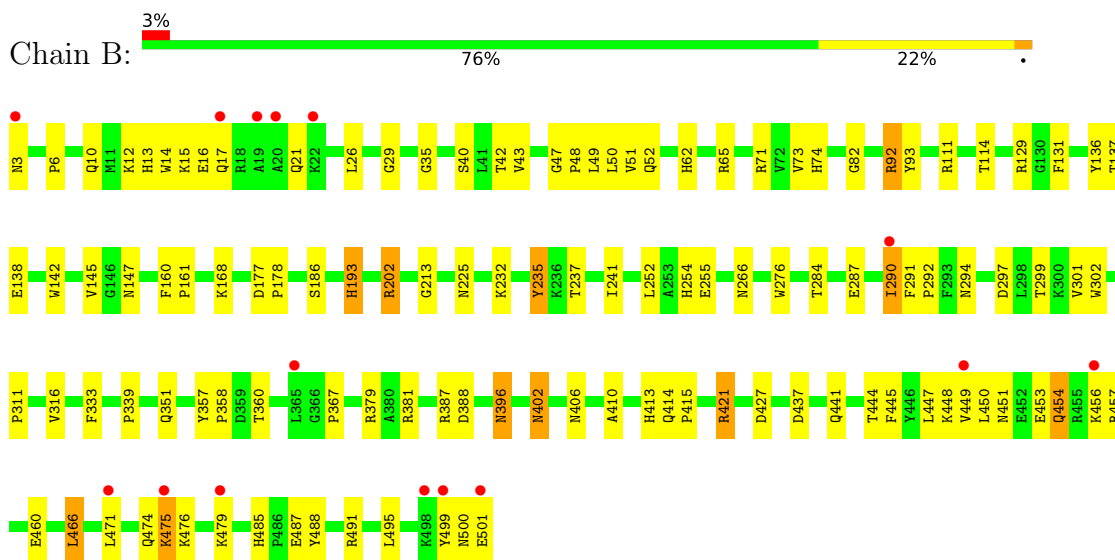 3%
Chain B:
76% 22% •
N3 P6 Q10 M11 K12 H13 W14 K15 E16 Q17 R18 A19 A20 Q21 K22 L26 G29 G35 S40 L41 T42 V43 G47 P48 L49 L50 V51 Q52 H62 R65 R71 V72 V73 H74 G82 R92 Y93 R111 T114 R129 G130 F131 Y136 T137
E138 W142 V145 G146 N147 F160 P161 K168 D177 P178 S186 H193 R202 G213 N225 K232 Y235 K236 T237 I241 L252 A253 H254 E255 N266 W276 T284 E287 I290 F291 P292 F293 N294 D297 L298 T299 K300 V301 W302
P311 V316 F333 P339 Q351 Y357 P358 D359 T360 L365 G366 P367 R379 A380 R381 R387 D388 N396 N402 N406 A410 H413 Q414 P415 R421 D427 D437 Q441 T444 F445 Y446 L447 K448 V449 L450 N451 E452 E453 Q454 R455 K456
E460 L466 L471 Q474 K475 K476 K479 H485 P486 E487 Y488 R491 L495 K498 Y499 N500 E501